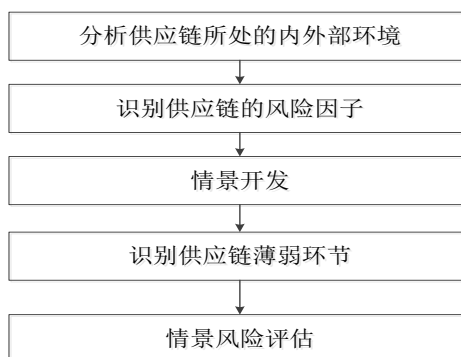 分析供应链所处的内外部环境
识别供应链的风险因子
情景开发
识别供应链薄弱环节
情景风险评估